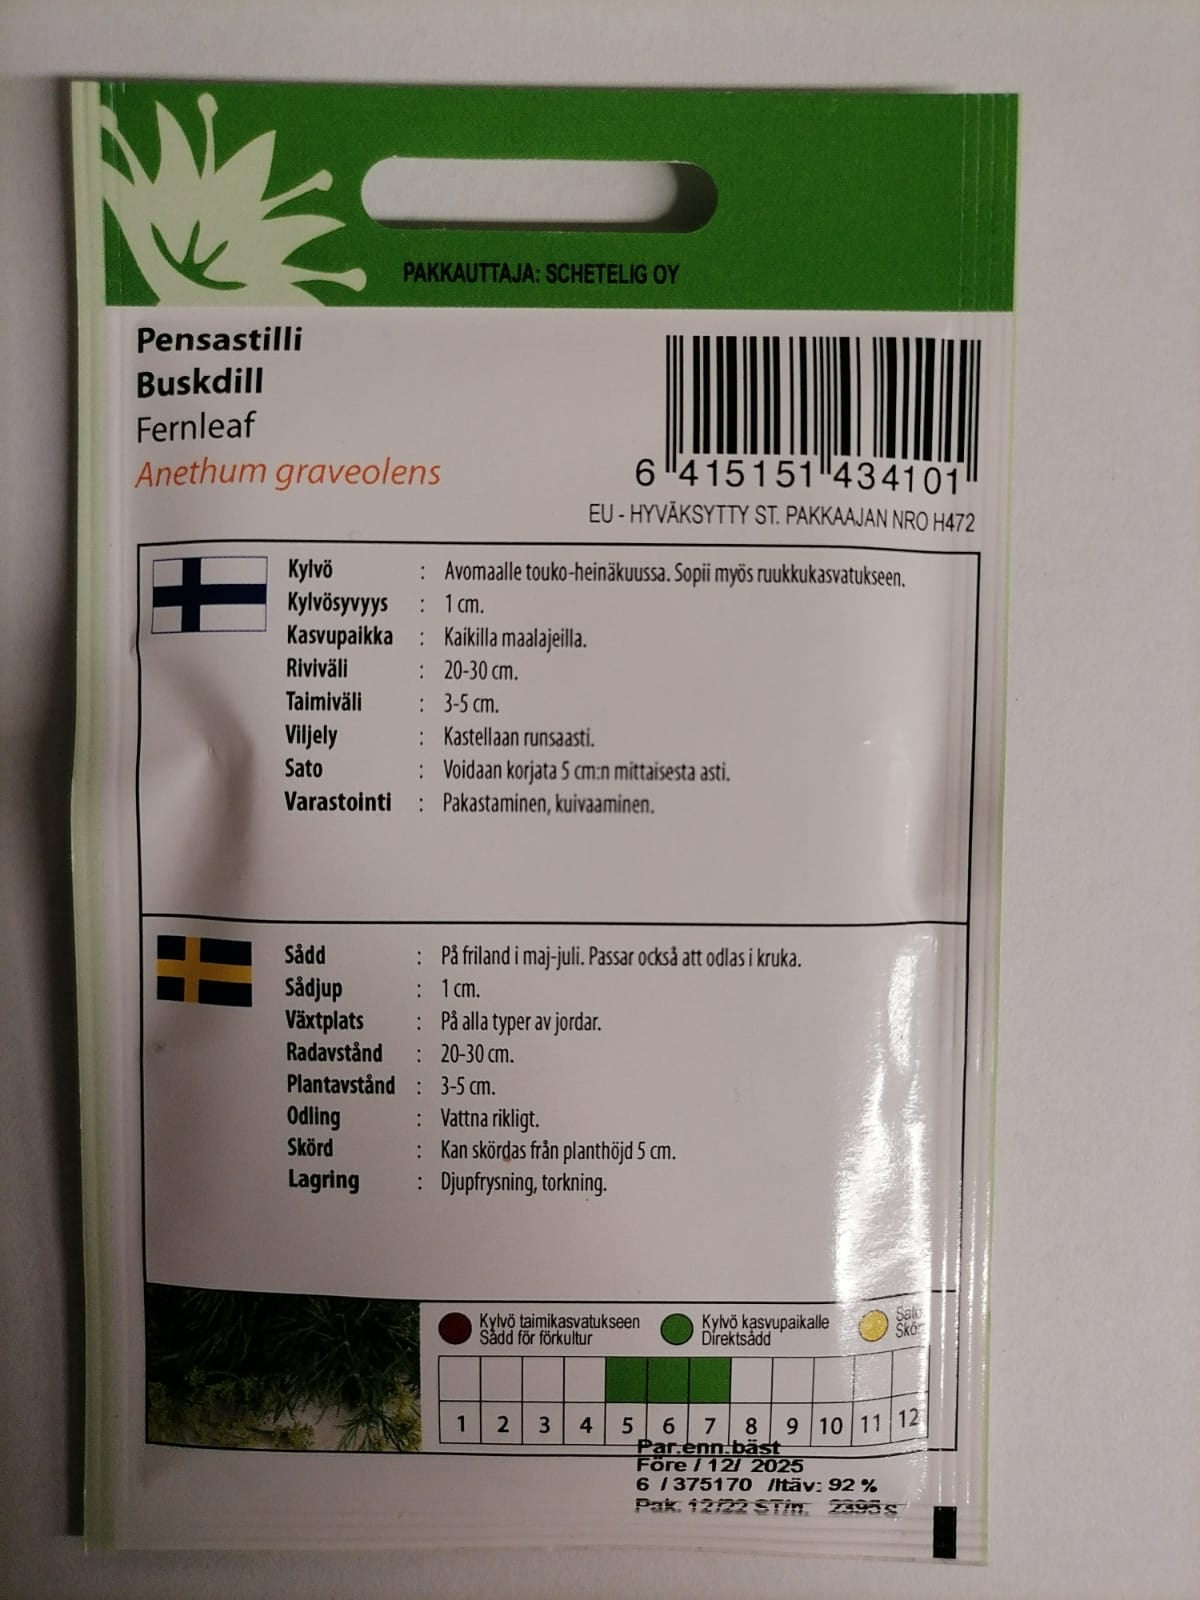 PAKKAUTTAJA: SCHETELIG OY
Pensastilli
Buskdill
Fernleaf
Anethum graveolens
6 415151 434101
EU - HYVÄKSYTTY ST. PAKKAAJAN NRO H472
Kylvö : Avomaalle touko-heinäkuussa. Sopii myös ruukkukasvatukseen.
Kylvösyvyys : 1 cm.
Kasvupaikka : Kaikilla maalajeilla.
Riviväli : 20-30 cm.
Taimiväli : 3-5 cm.
Viljely : Kastellaan runsaasti.
Sato : Voidaan korjata 5 cm:n mittaisesta asti.
Varastointi : Pakastaminen, kuivaaminen.
Sådd : På friland i maj-juli. Passar också att odlas i kruka.
Sådjup : 1 cm.
Växtplats : På alla typer av jordar.
Radavstånd : 20-30 cm.
Plantavstånd : 3-5 cm.
Odling : Vattna rikligt.
Skörd : Kan skördas från planthöjd 5 cm.
Lagring : Djupfrysning, torkning.
Kylvö taimikasvatukseen Kylvö kasvupaikalle Sato
Sådd för förkultur Direktsådd
1 2 3 4 5 6 7 8 9 10 11 12
Par.enn.bäst
Före / 12/ 2025
6 / 375170 /Itäv: 92 %
Pak. 12/22 ST/n.